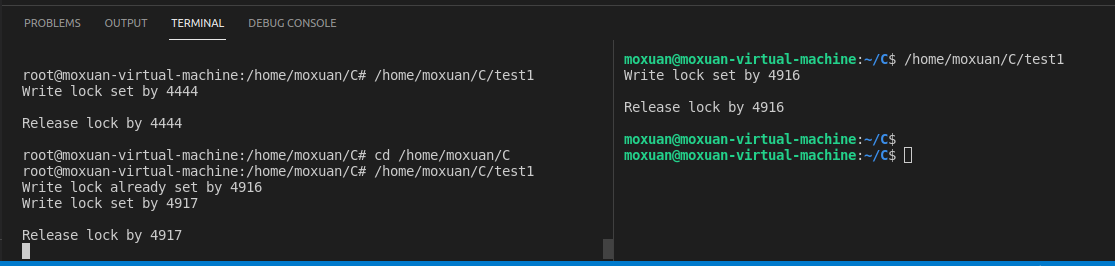 PROBLEMS OUTPUT TERMINAL DEBUG CONSOLE
root@moxuan-virtual-machine:/home/moxuan/C# /home/moxuan/C/test1
Write lock set by 4444
Release lock by 4444
root@moxuan-virtual-machine:/home/moxuan/C# cd /home/moxuan/C
root@moxuan-virtual-machine:/home/moxuan/C# /home/moxuan/C/test1
Write lock already set by 4916
Write lock set by 4917
Release lock by 4917
moxuan@moxuan-virtual-machine:~/C$ /home/moxuan/C/test1
Write lock set by 4916
Release lock by 4916
moxuan@moxuan-virtual-machine:~/C$
moxuan@moxuan-virtual-machine:~/C$